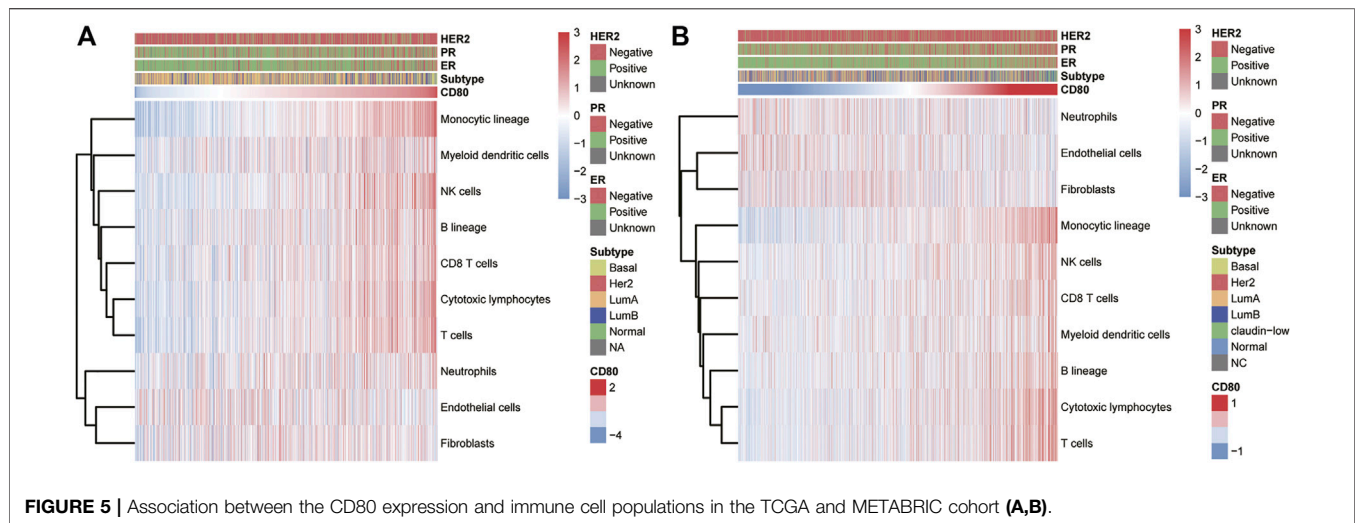 A
HER2
PR
ER
Subtype
CD80
Monocytic lineage
Myeloid dendritic cells
NK cells
B lineage
CD8 T cells
Cytotoxic lymphocytes
T cells
Neutrophils
Endothelial cells
Fibroblasts
3
2
1
0
−1
−2
−3
HER2
Negative
Positive
Unknown
PR
Negative
Positive
Unknown
ER
Negative
Positive
Unknown
Subtype
Basal
Her2
LumA
LumB
Normal
NA
CD80
2
−4
B
HER2
PR
ER
Subtype
CD80
Neutrophils
Endothelial cells
Fibroblasts
Monocytic lineage
NK cells
CD8 T cells
Myeloid dendritic cells
B lineage
Cytotoxic lymphocytes
T cells
3
2
1
0
−1
−2
−3
HER2
Negative
Positive
Unknown
PR
Negative
Positive
Unknown
ER
Negative
Positive
Unknown
Subtype
Basal
Her2
LumA
LumB
claudin−low
Normal
NC
CD80
1
−1
FIGURE 5 | Association between the CD80 expression and immune cell populations in the TCGA and METABRIC cohort (A,B).